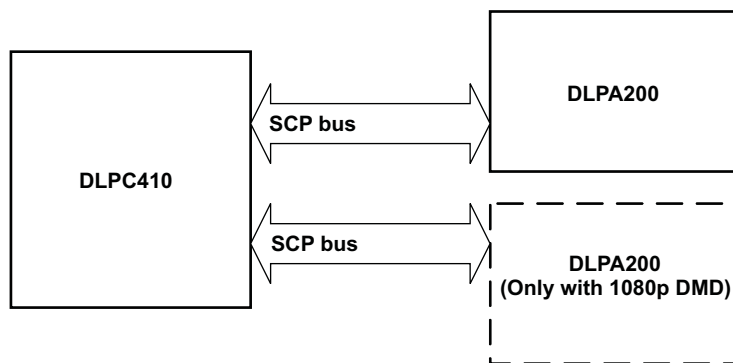 DLPC410
SCP bus
DLPA200
SCP bus
DLPA200
(Only with 1080p DMD)